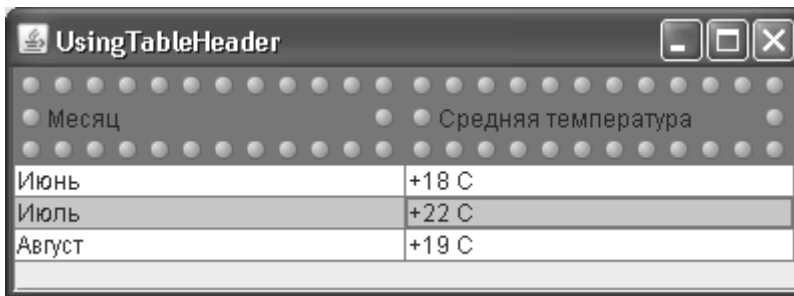 UsingTableHeader
Месяц Средняя температура
Июнь +18 C
Июль +22 C
Август +19 C